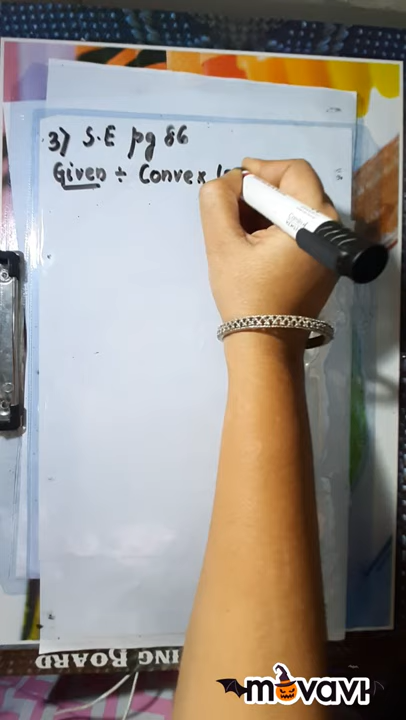 3) S.E pg 86
Given ÷ Convex
ING BOARD
movavi